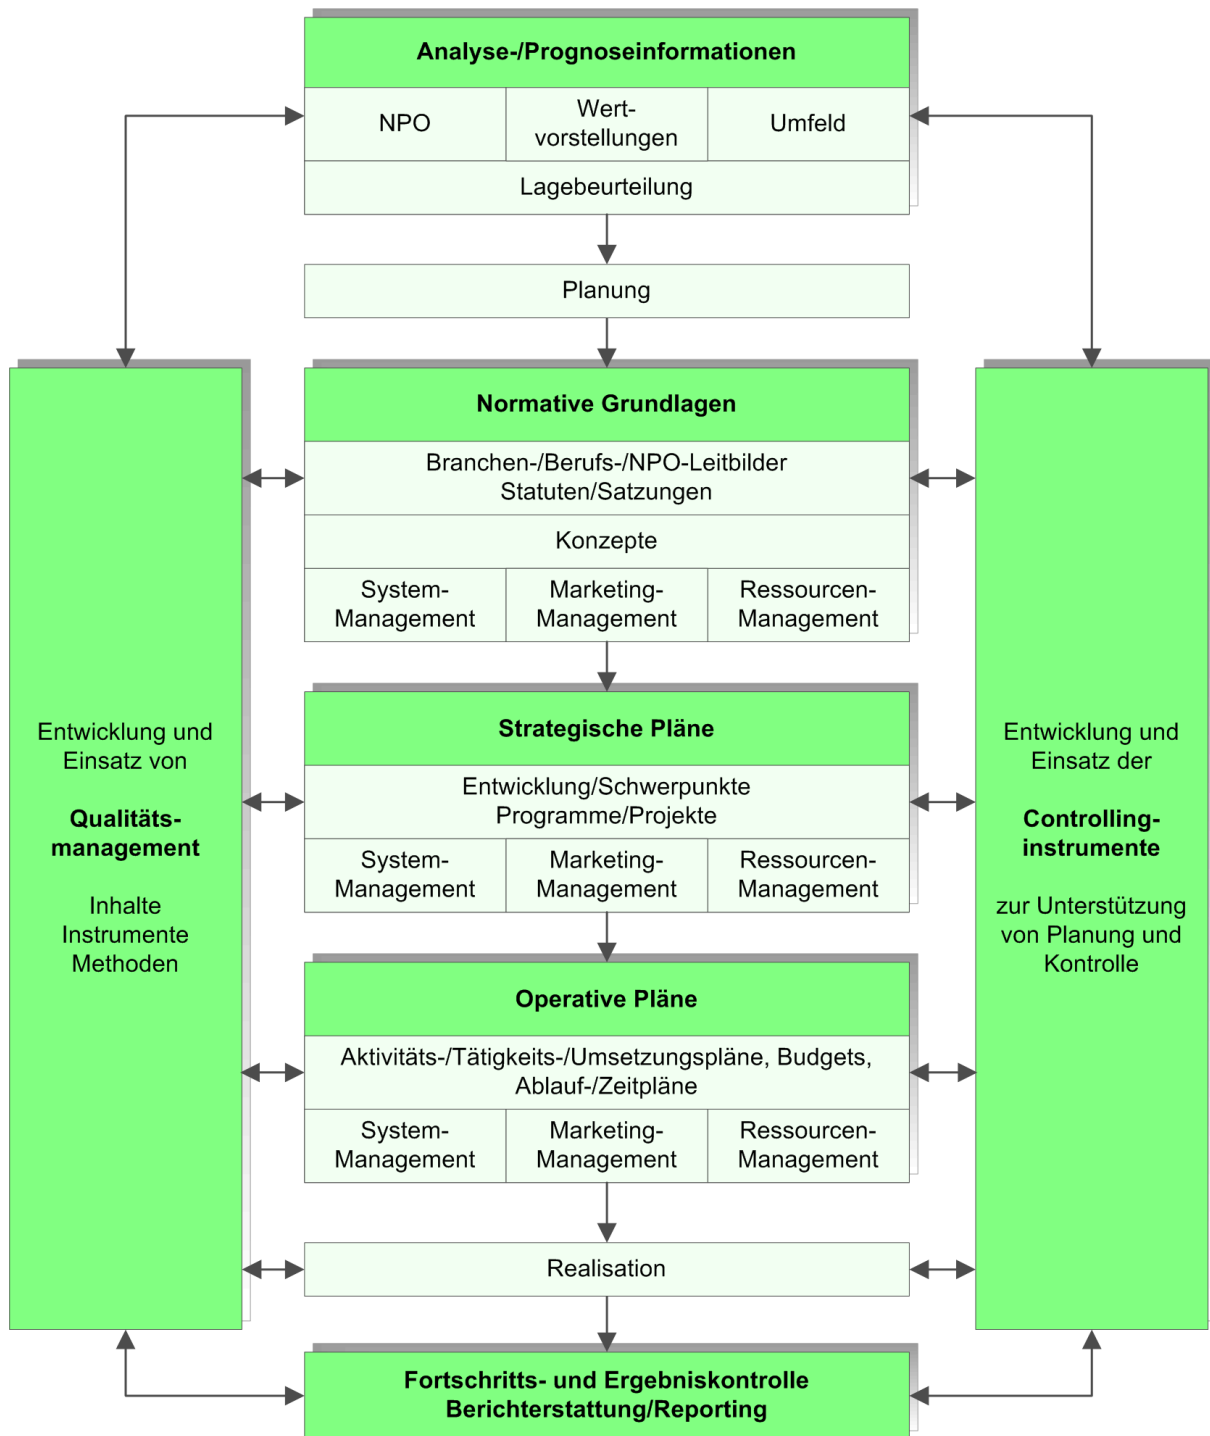 Analyse-/Prognoseinformationen
NPO
Wert-
vorstellungen
Umfeld
Lagebeurteilung
Planung
Normative Grundlagen
Branchen-/Berufs-/NPO-Leitbilder
Statuten/Satzungen
Konzepte
System-
Management
Marketing-
Management
Ressourcen-
Management
Strategische Pläne
Entwicklung/Schwerpunkte
Programme/Projekte
System-
Management
Marketing-
Management
Ressourcen-
Management
Operative Pläne
Aktivitäts-/Tätigkeits-/Umsetzungspläne, Budgets,
Ablauf-/Zeitpläne
System-
Management
Marketing-
Management
Ressourcen-
Management
Realisation
Fortschritts- und Ergebniskontrolle
Berichterstattung/Reporting
Entwicklung und
Einsatz von
Qualitäts-
management
Inhalte
Instrumente
Methoden
Entwicklung und
Einsatz der
Controlling-
instrumente
zur Unterstützung
von Planung und
Kontrolle